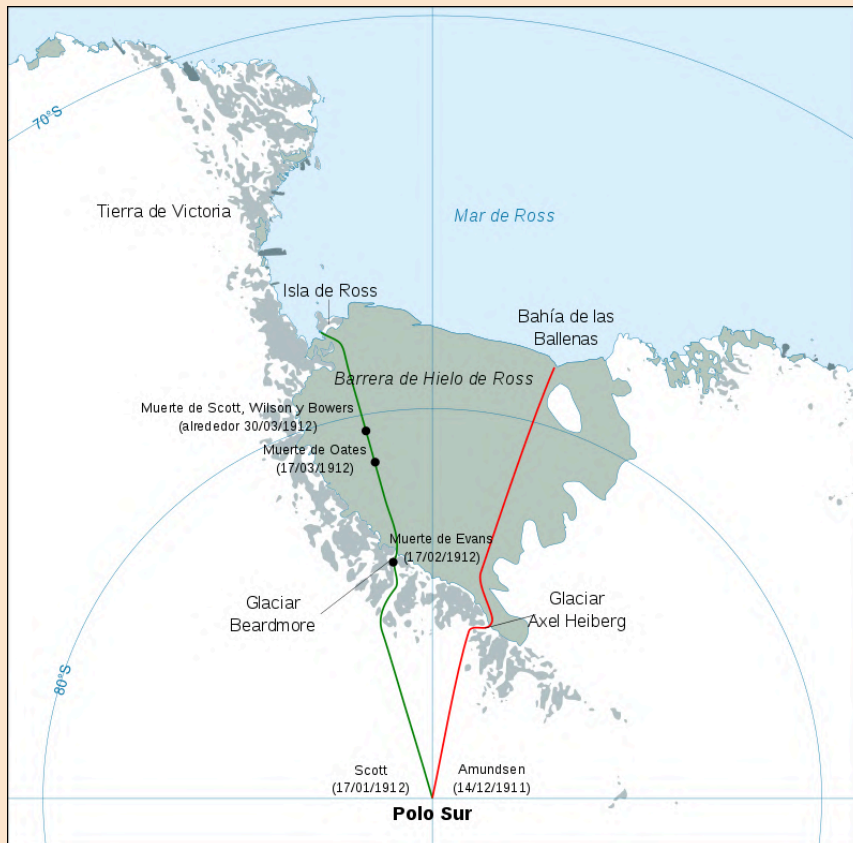 70°S
Tierra de Victoria
Mar de Ross
Isla de Ross
Bahía de las
Ballenas
Barrera de Hielo de Ross
Muerte de Scott, Wilson y Bowers
(alrededor 30/03/1912)
Muerte de Oates
(17/03/1912)
Muerte de Evans
(17/02/1912)
Glaciar
Beardmore
Glaciar
Axel Heiberg
80°S
Scott
(17/01/1912)
Amundsen
(14/12/1911)
Polo Sur